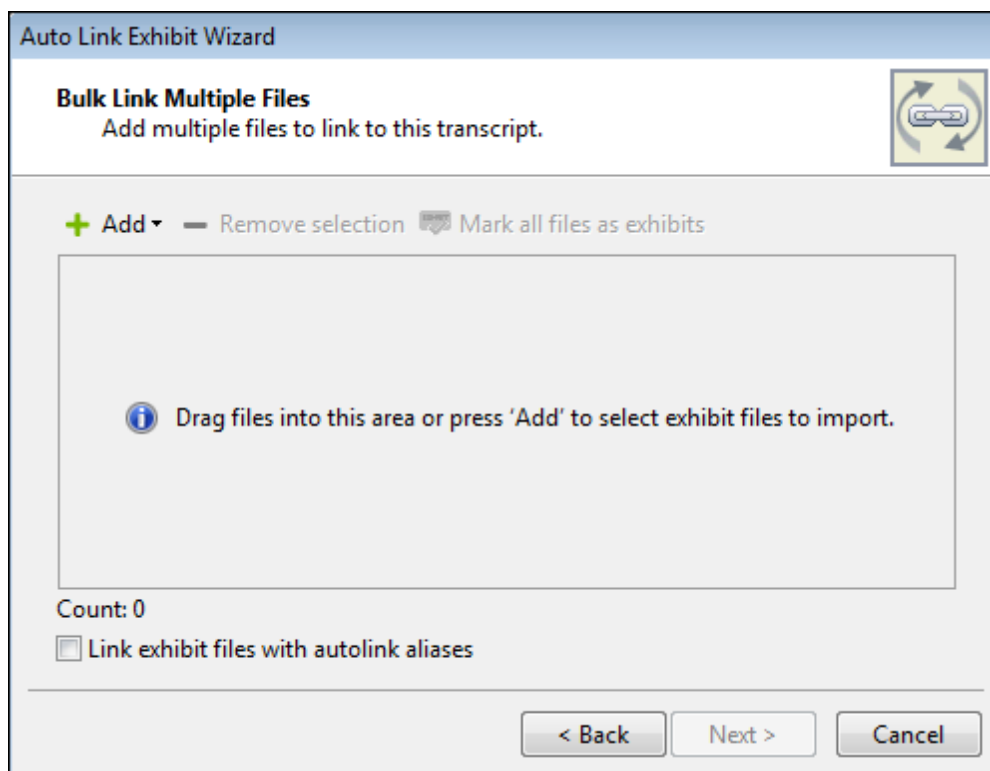 Auto Link Exhibit Wizard
Bulk Link Multiple Files
Add multiple files to link to this transcript.
Add Remove selection Mark all files as exhibits
Drag files into this area or press ‘Add’ to select exhibit files to import.
Count: 0
Link exhibit files with autolink aliases
< Back Next > Cancel